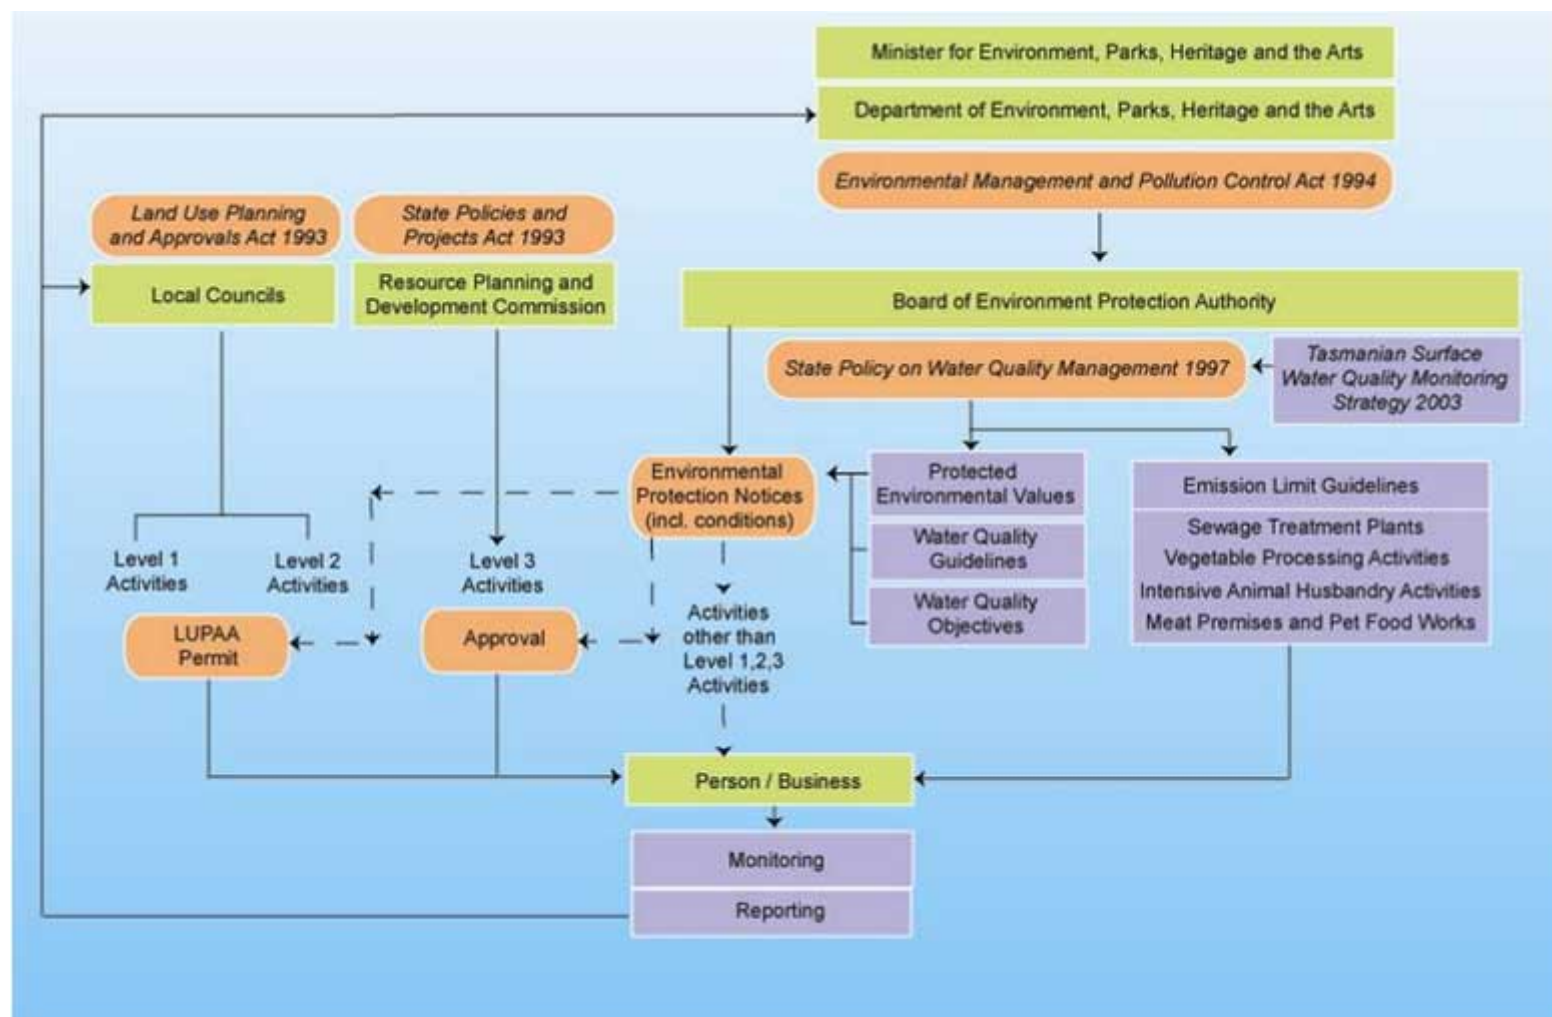 Minister for Environment, Parks, Heritage and the Arts
Department of Environment, Parks, Heritage and the Arts
Environmental Management and Pollution Control Act 1994
Land Use Planning
and Approvals Act 1993
State Policies and
Projects Act 1993
Local Councils
Resource Planning and
Development Commission
Board of Environment Protection Authority
State Policy on Water Quality Management 1997
Tasmanian Surface
Water Quality Monitoring
Strategy 2003
Environmental
Protection Notices
(incl. conditions)
Protected
Environmental Values
Water Quality
Guidelines
Water Quality
Objectives
Emission Limit Guidelines
Sewage Treatment Plants
Vegetable Processing Activities
Intensive Animal Husbandry Activities
Meat Premises and Pet Food Works
Level 1
Activities
Level 2
Activities
Level 3
Activities
LUPAA
Permit
Approval
Activities
other than
Level 1,2,3
Activities
Person / Business
Monitoring
Reporting